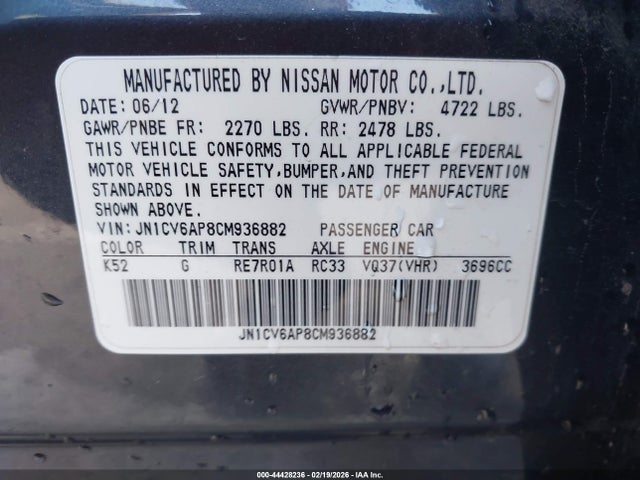 MANUFACTURED BY NISSAN MOTOR CO.,LTD.
DATE: 06/12 GVWR/PNBV: 4722 LBS.
GAWR/PNBE FR: 2270 LBS. RR: 2478 LBS.
THIS VEHICLE CONFORMS TO ALL APPLICABLE FEDERAL
MOTOR VEHICLE SAFETY,BUMPER,AND THEFT PREVENTION
STANDARDS IN EFFECT ON THE DATE OF MANUFACTURE
SHOWN ABOVE.
VIN:JN1CV6AP8CM936882 PASSENGER CAR
COLOR TRIM TRANS AXLE ENGINE
K52 G RE7R01A RC33 VQ37(VHR) 3696CC
JN1CV6AP8CM936882
000-44428236 - 02/19/2026 - IAA Inc.